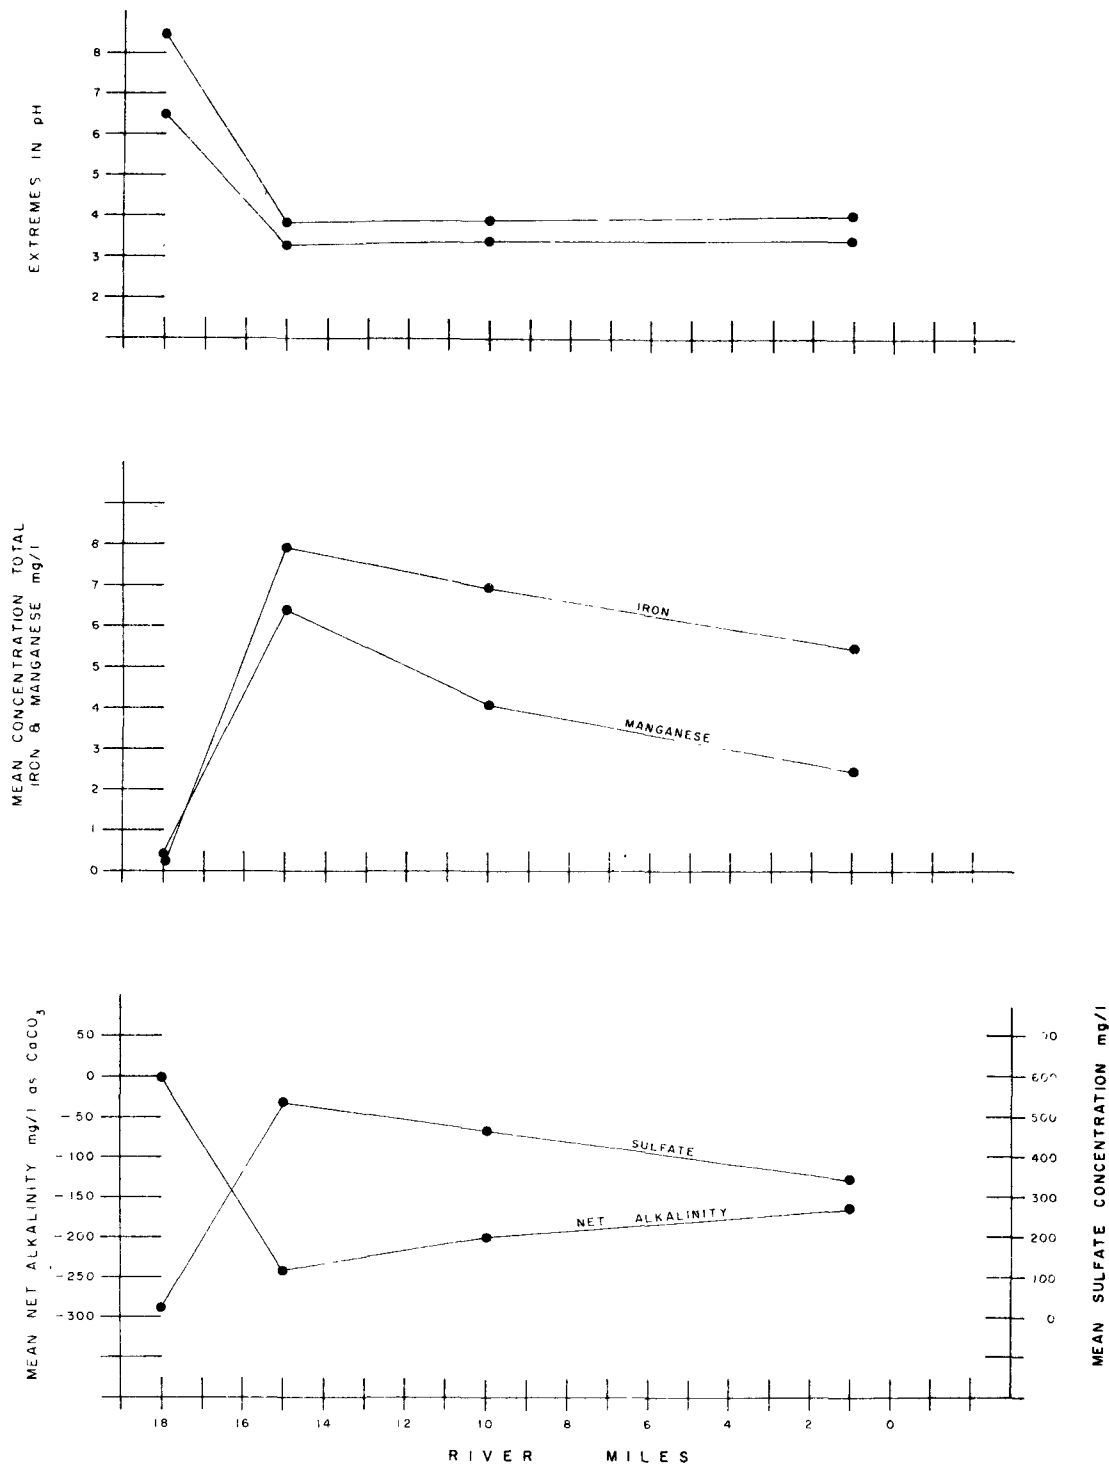 EXTREMES IN pH
8
7
6
5
4
3
2
MEAN CONCENTRATION TOTAL
IRON & MANGANESE mg/l
8
7
6
5
4
3
2
1
0
IRON
MANGANESE
MEAN NET ALKALINITY mg/l as CaCO3
50
0
-50
-100
-150
-200
-250
-300
SULFATE
NET ALKALINITY
500
400
300
200
100
0
MEAN SULFATE CONCENTRATION mg/l
18 16 14 12 10 8 6 4 2 0
RIVER MILES